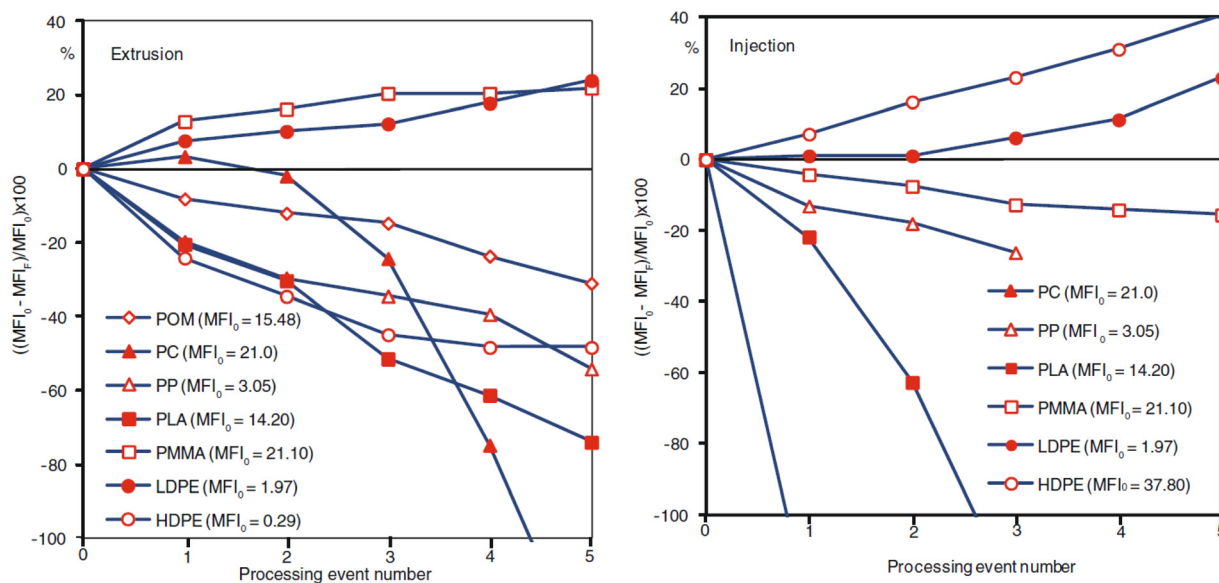 Extrusion
%
40
20
0
-20
-40
-60
-80
-100
((MFI₀ - MFI_F)/MFI₀)x100
POM (MFI₀ = 15.48)
PC (MFI₀ = 21.0)
PP (MFI₀ = 3.05)
PLA (MFI₀ = 14.20)
PMMA (MFI₀ = 21.10)
LDPE (MFI₀ = 1.97)
HDPE (MFI₀ = 0.29)
0 1 2 3 4 5
Processing event number
Injection
%
40
20
0
-20
-40
-60
-80
-100
((MFI₀ - MFI_F)/MFI₀)x100
PC (MFI₀ = 21.0)
PP (MFI₀ = 3.05)
PLA (MFI₀ = 14.20)
PMMA (MFI₀ = 21.10)
LDPE (MFI₀ = 1.97)
HDPE (MFI₀ = 37.80)
0 1 2 3 4 5
Processing event number